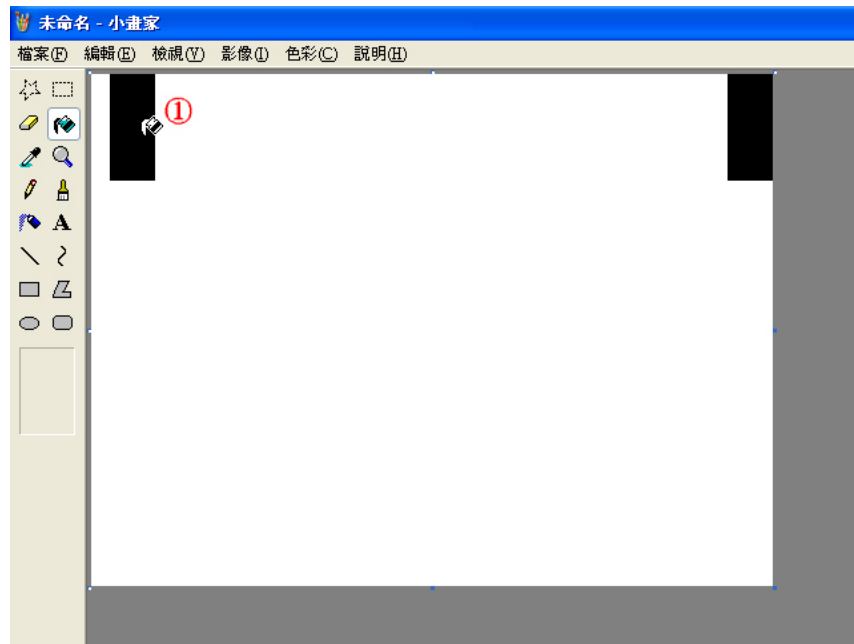 未命名 - 小畫家
檔案(F) 編輯(E) 檢視(V) 影像(I) 色彩(C) 說明(H)
①
A